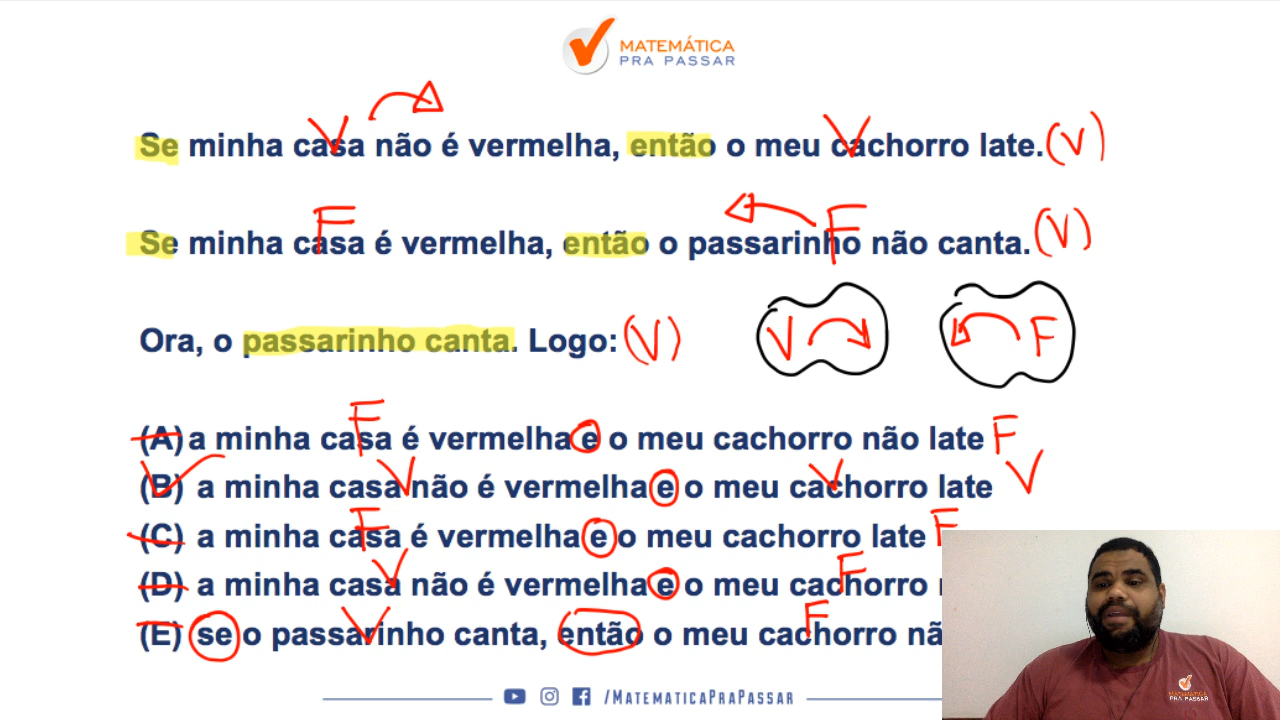 MATEMÁTICA
PRA PASSAR
V V
Se minha casa não é vermelha, então o meu cachorro late. (V)
F F
Se minha casa é vermelha, então o passarinho não canta. (V)
Ora, o passarinho canta. Logo: (V) V F
F
(A) a minha casa é vermelha e o meu cachorro não late F
V V V
(B) a minha casa não é vermelha e o meu cachorro late
F F
(C) a minha casa é vermelha e o meu cachorro late
V F
(D) a minha casa não é vermelha e o meu cachorro
V F
(E) se o passarinho canta, então o meu cachorro
/MATEMATICAPRAPASSAR
MATEMÁTICA
PRA PASSAR